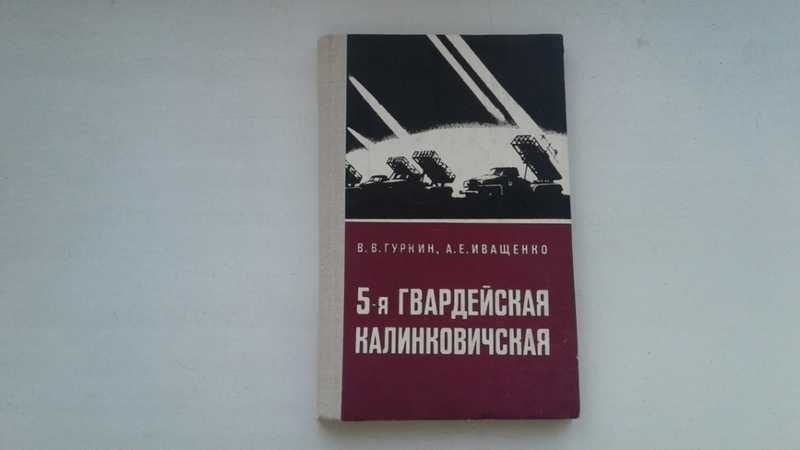 В. В. ГУРКИН, А. Е. ИВАЩЕНКО
5-я ГВАРДЕЙСКАЯ
КАЛИНКОВИЧСКАЯ